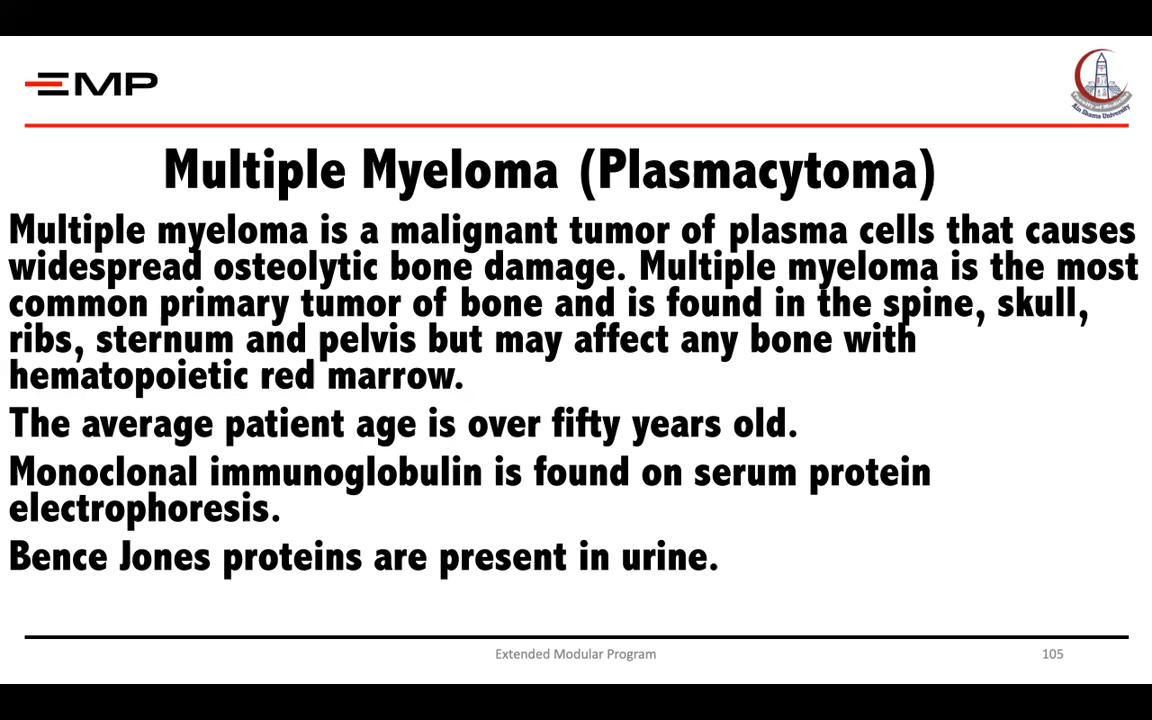 EMP
Ain Shams University
Multiple Myeloma (Plasmacytoma)
Multiple myeloma is a malignant tumor of plasma cells that causes
widespread osteolytic bone damage. Multiple myeloma is the most
common primary tumor of bone and is found in the spine, skull,
ribs, sternum and pelvis but may affect any bone with
hematopoietic red marrow.
The average patient age is over fifty years old.
Monoclonal immunoglobulin is found on serum protein
electrophoresis.
Bence Jones proteins are present in urine.
Extended Modular Program
105